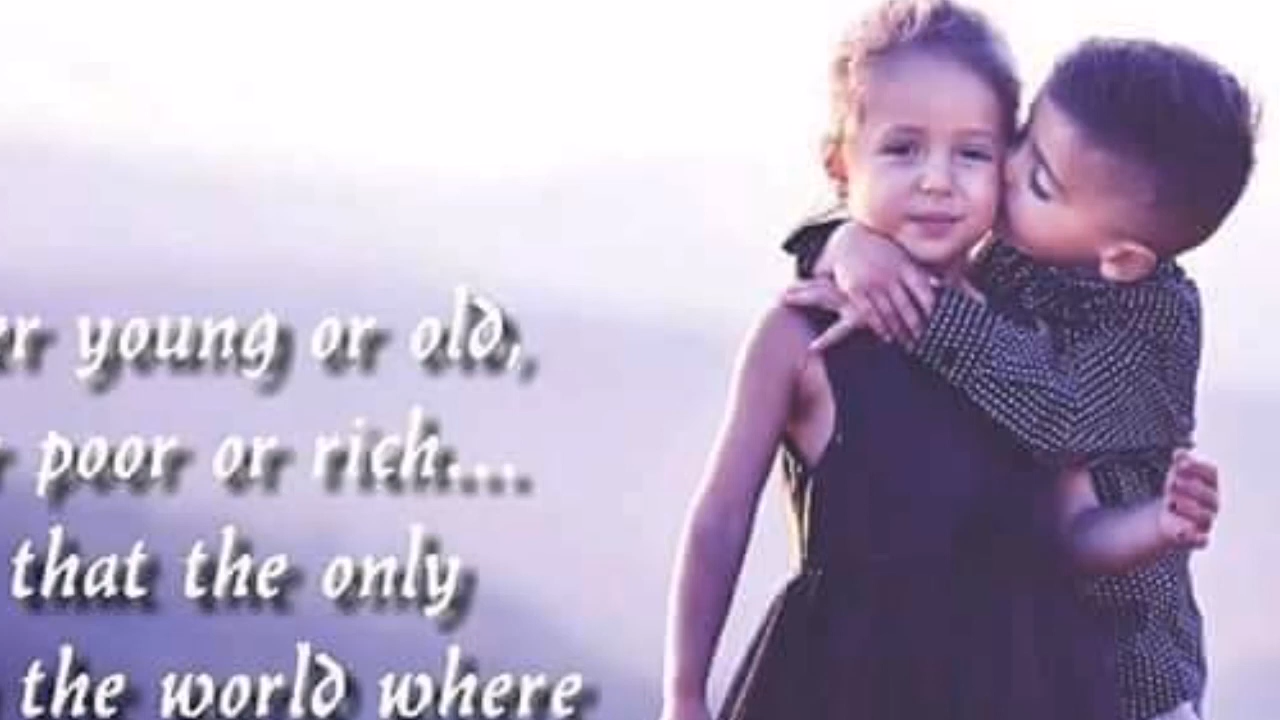 young or old,
poor or rich...
that the only
the world where